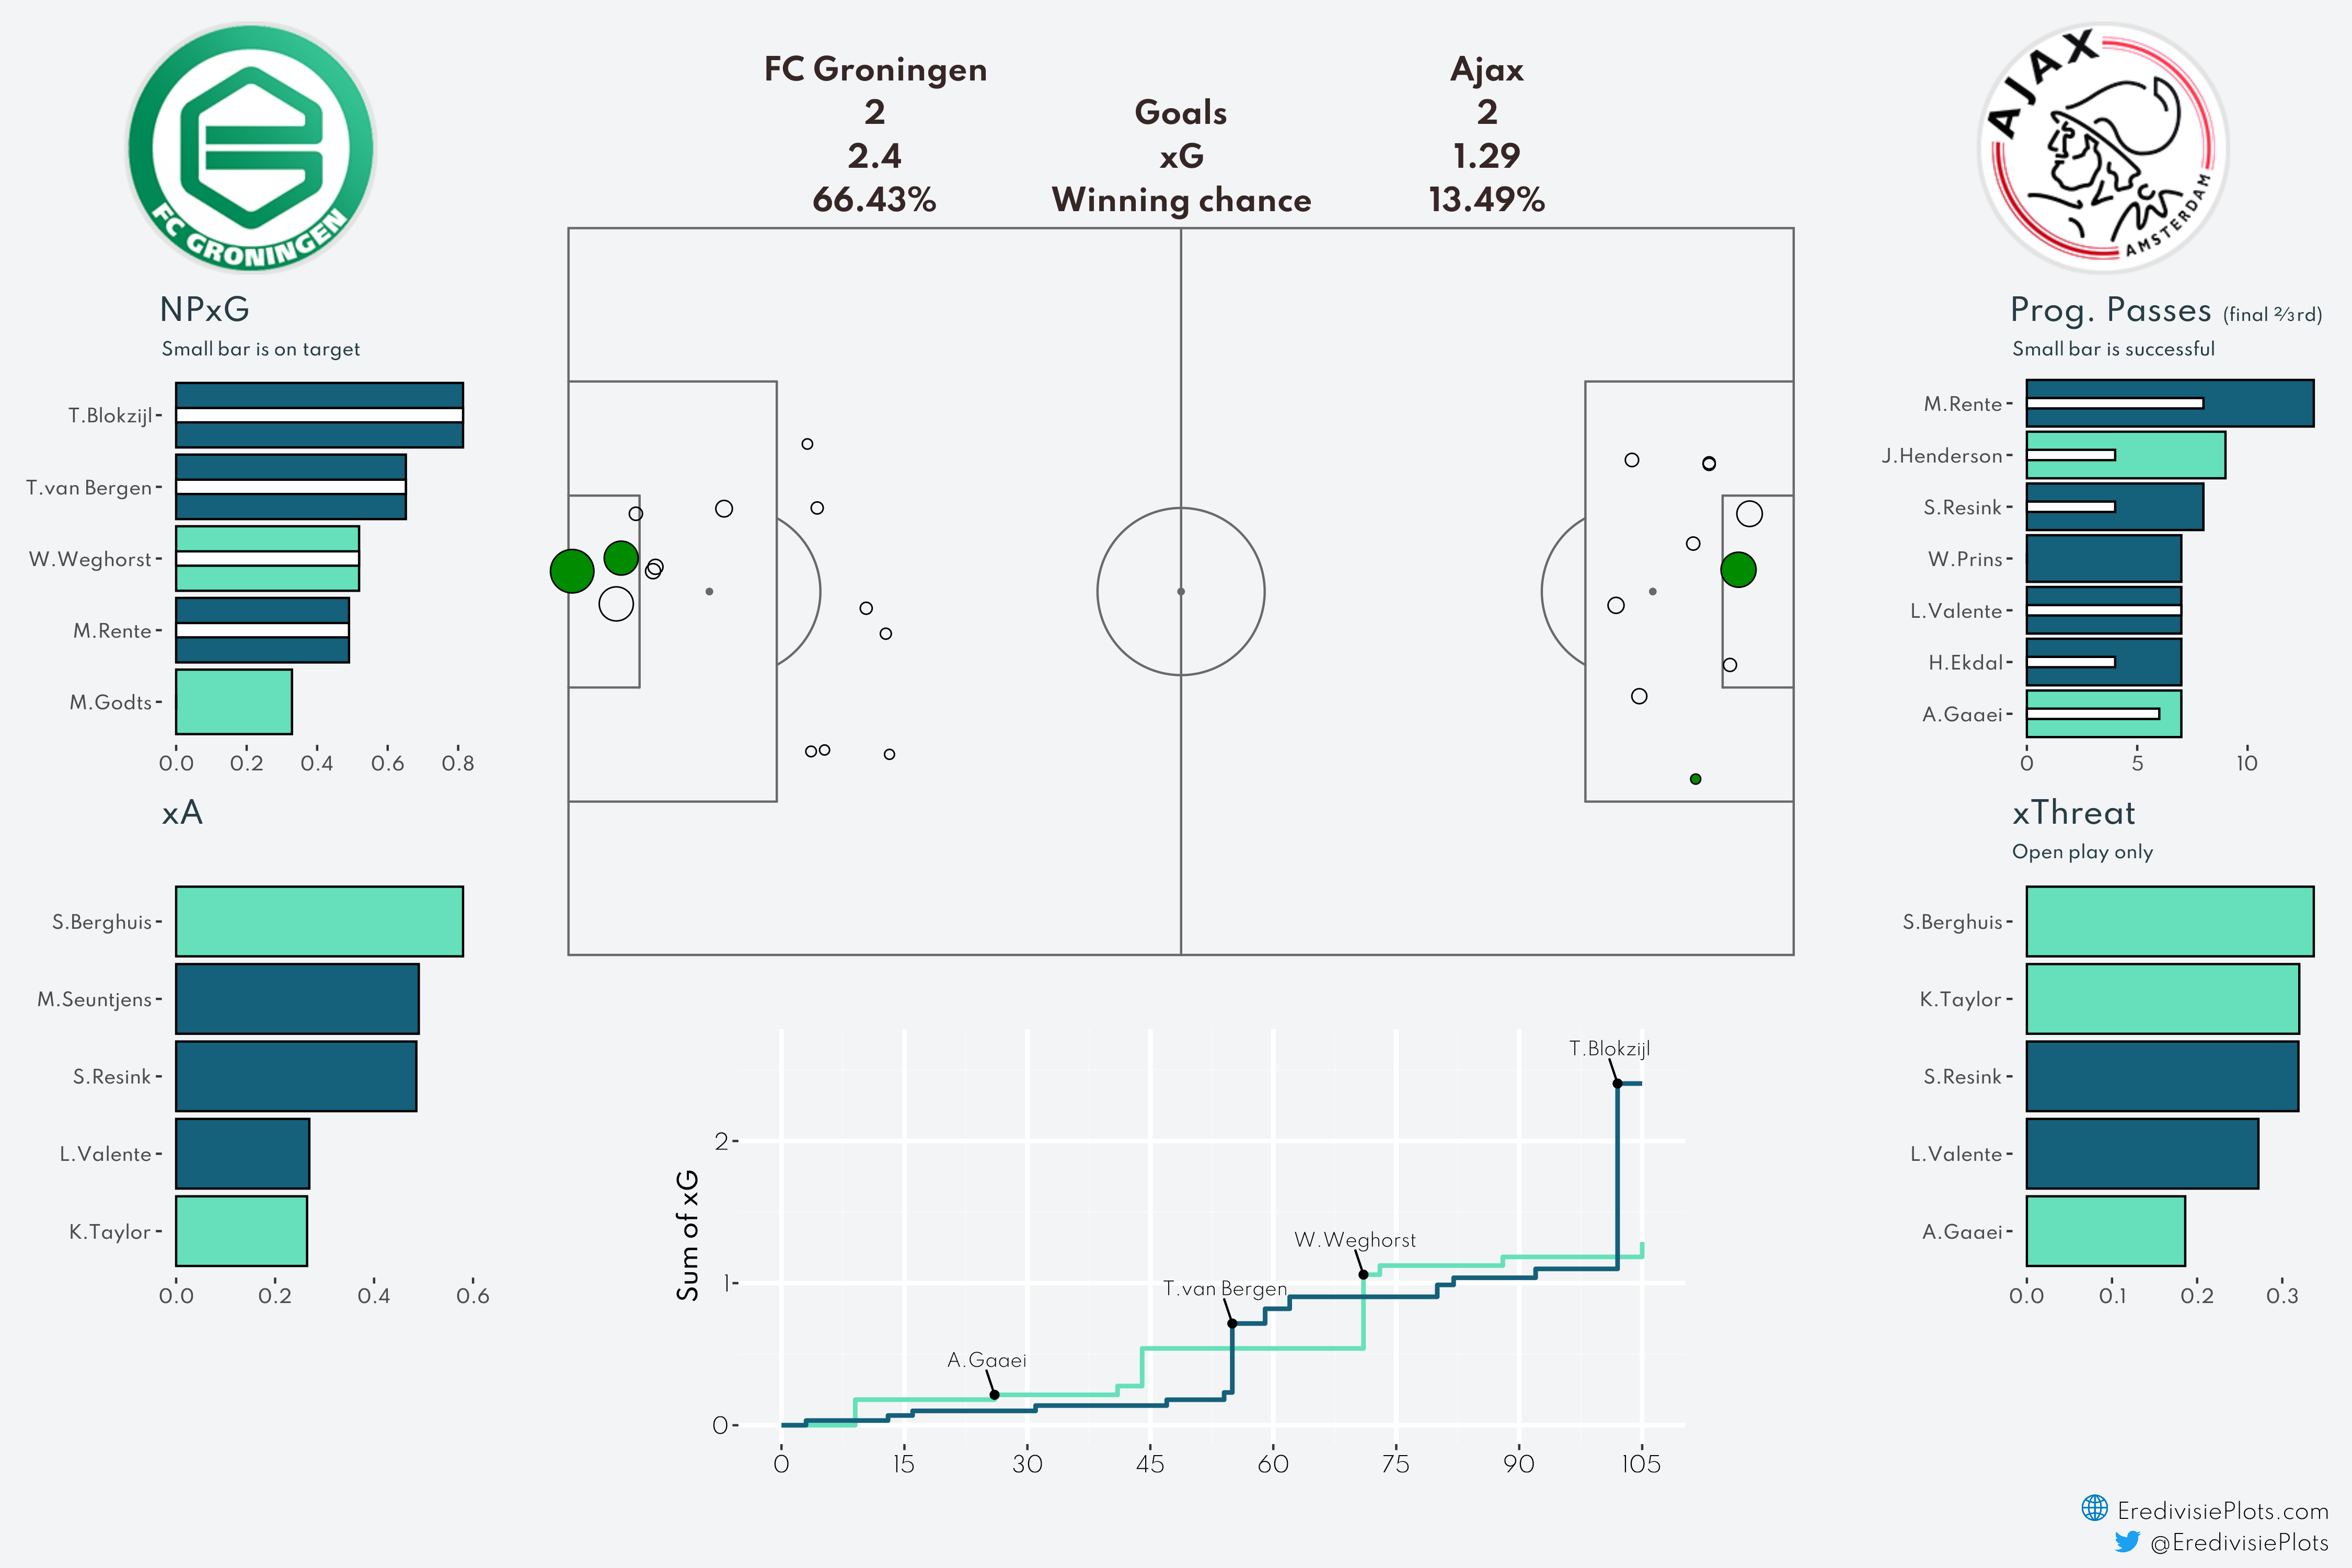 FC GRONINGEN
FC Groningen Ajax
2 Goals 2
2.4 xG 1.29
66.43% Winning chance 13.49%
AJAX
AMSTERDAM
NPxG
Small bar is on target
T.Blokzijl
T.van Bergen
W.Weghorst
M.Rente
M.Godts
0.0 0.2 0.4 0.6 0.8
xA
S.Berghuis
M.Seuntjens
S.Resink
L.Valente
K.Taylor
0.0 0.2 0.4 0.6
Prog. Passes (final ⅔rd)
Small bar is successful
M.Rente
J.Henderson
S.Resink
W.Prins
L.Valente
H.Ekdal
A.Gaaei
0 5 10
xThreat
Open play only
S.Berghuis
K.Taylor
S.Resink
L.Valente
A.Gaaei
0.0 0.1 0.2 0.3
Sum of xG
2
1
0
T.Blokzijl
W.Weghorst
T.van Bergen
A.Gaaei
0 15 30 45 60 75 90 105
EredivisiePlots.com
@EredivisiePlots